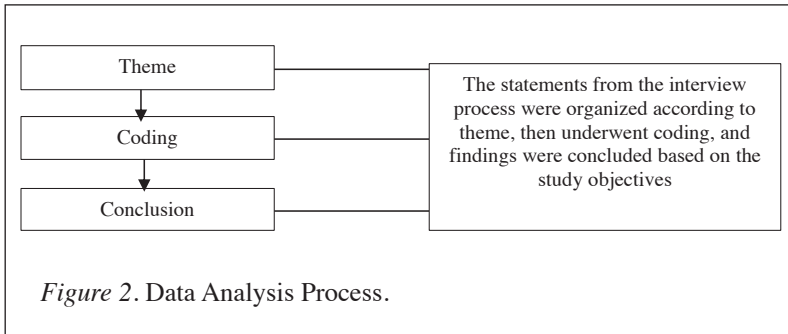 Theme
Coding
Conclusion
The statements from the interview
process were organized according to
theme, then underwent coding, and
findings were concluded based on the
study objectives
Figure 2. Data Analysis Process.